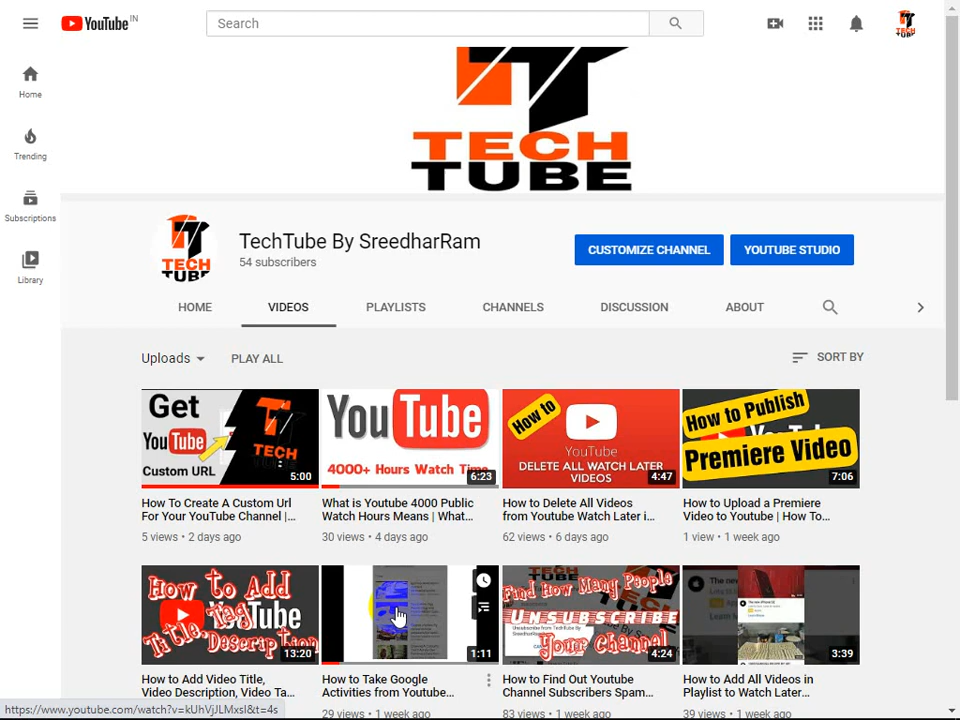 YouTube IN
Search
Home
Trending
Subscriptions
Library
TECH
TUBE
TECH
TUBE
TechTube By SreedharRam
54 subscribers
CUSTOMIZE CHANNEL
YOUTUBE STUDIO
HOME
VIDEOS
PLAYLISTS
CHANNELS
DISCUSSION
ABOUT
Uploads
PLAY ALL
SORT BY
Get
YouTube
Custom URL
TECH
5:00
YouTube
4000+ Hours Watch Time
6:23
How to
YouTube
DELETE ALL WATCH LATER
VIDEOS
4:47
How to Publish
Premiere Video
7:06
How To Create A Custom Url
For Your YouTube Channel |...
5 views • 2 days ago
What is Youtube 4000 Public
Watch Hours Means | What...
30 views • 4 days ago
How to Delete All Videos
from Youtube Watch Later i...
62 views • 6 days ago
How to Upload a Premiere
Video to Youtube | How To...
1 view • 1 week ago
How to Add
Title, Tag
Description
13:20
1:11
Find How Many People
UNSUBSCRIBE
Your Channel
4:24
3:39
How to Add Video Title,
Video Description, Video Ta...
How to Take Google
Activities from Youtube...
29 views • 1 week ago
How to Find Out Youtube
Channel Subscribers Spam...
83 views • 1 week ago
How to Add All Videos in
Playlist to Watch Later...
39 views • 1 week ago
https://www.youtube.com/watch?v=kUhVjJLMxsI&t=4s